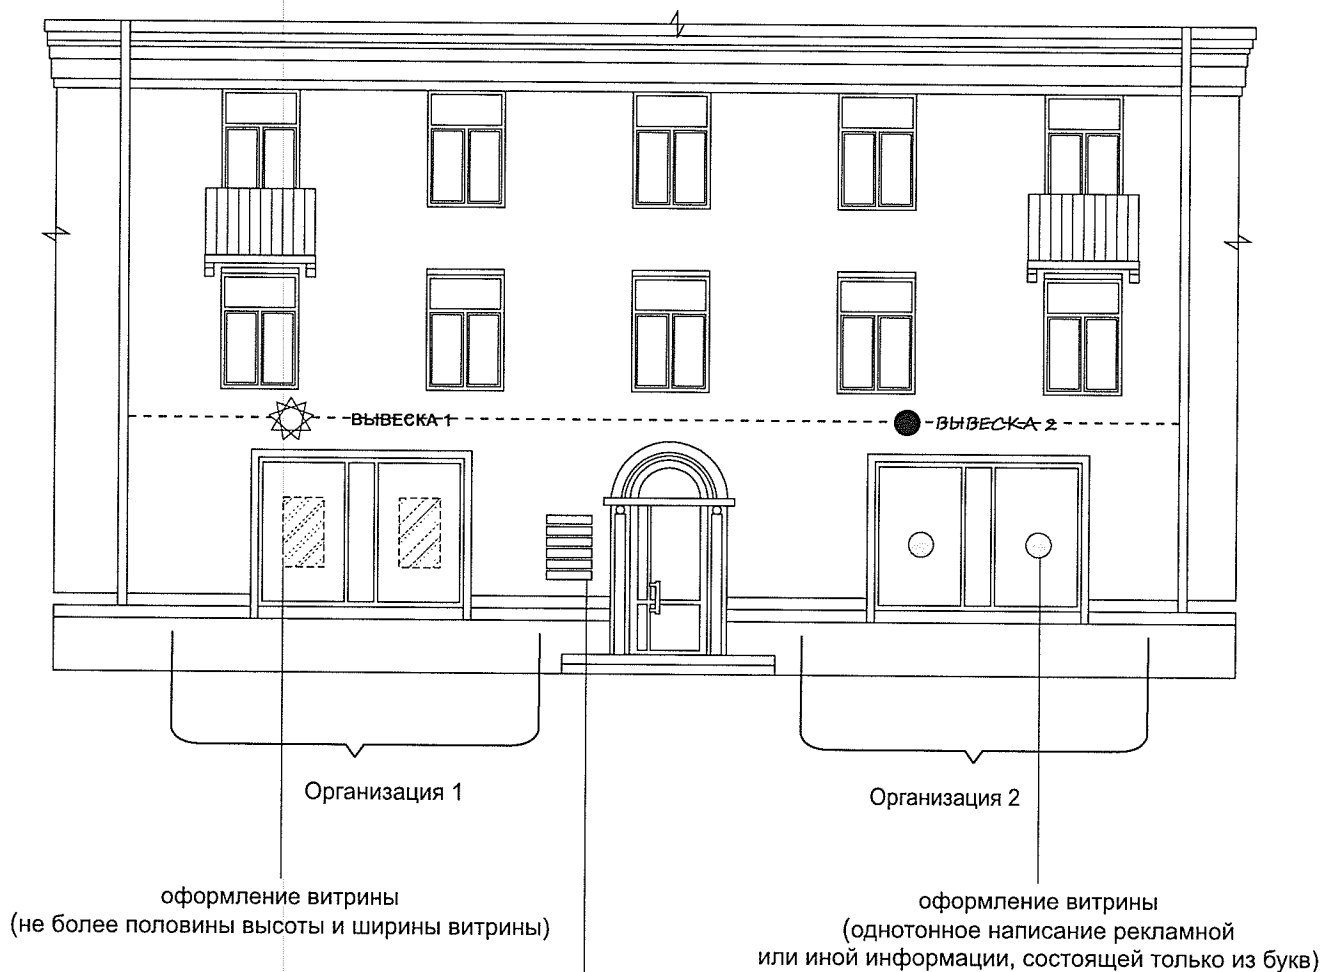 ВЫВЕСКА 1
ВЫВЕСКА 2
Организация 1
Организация 2
оформление витрины
(не более половины высоты и ширины витрины)
оформление витрины
(однотонное написание рекламной
или иной информации, состоящей только из букв)